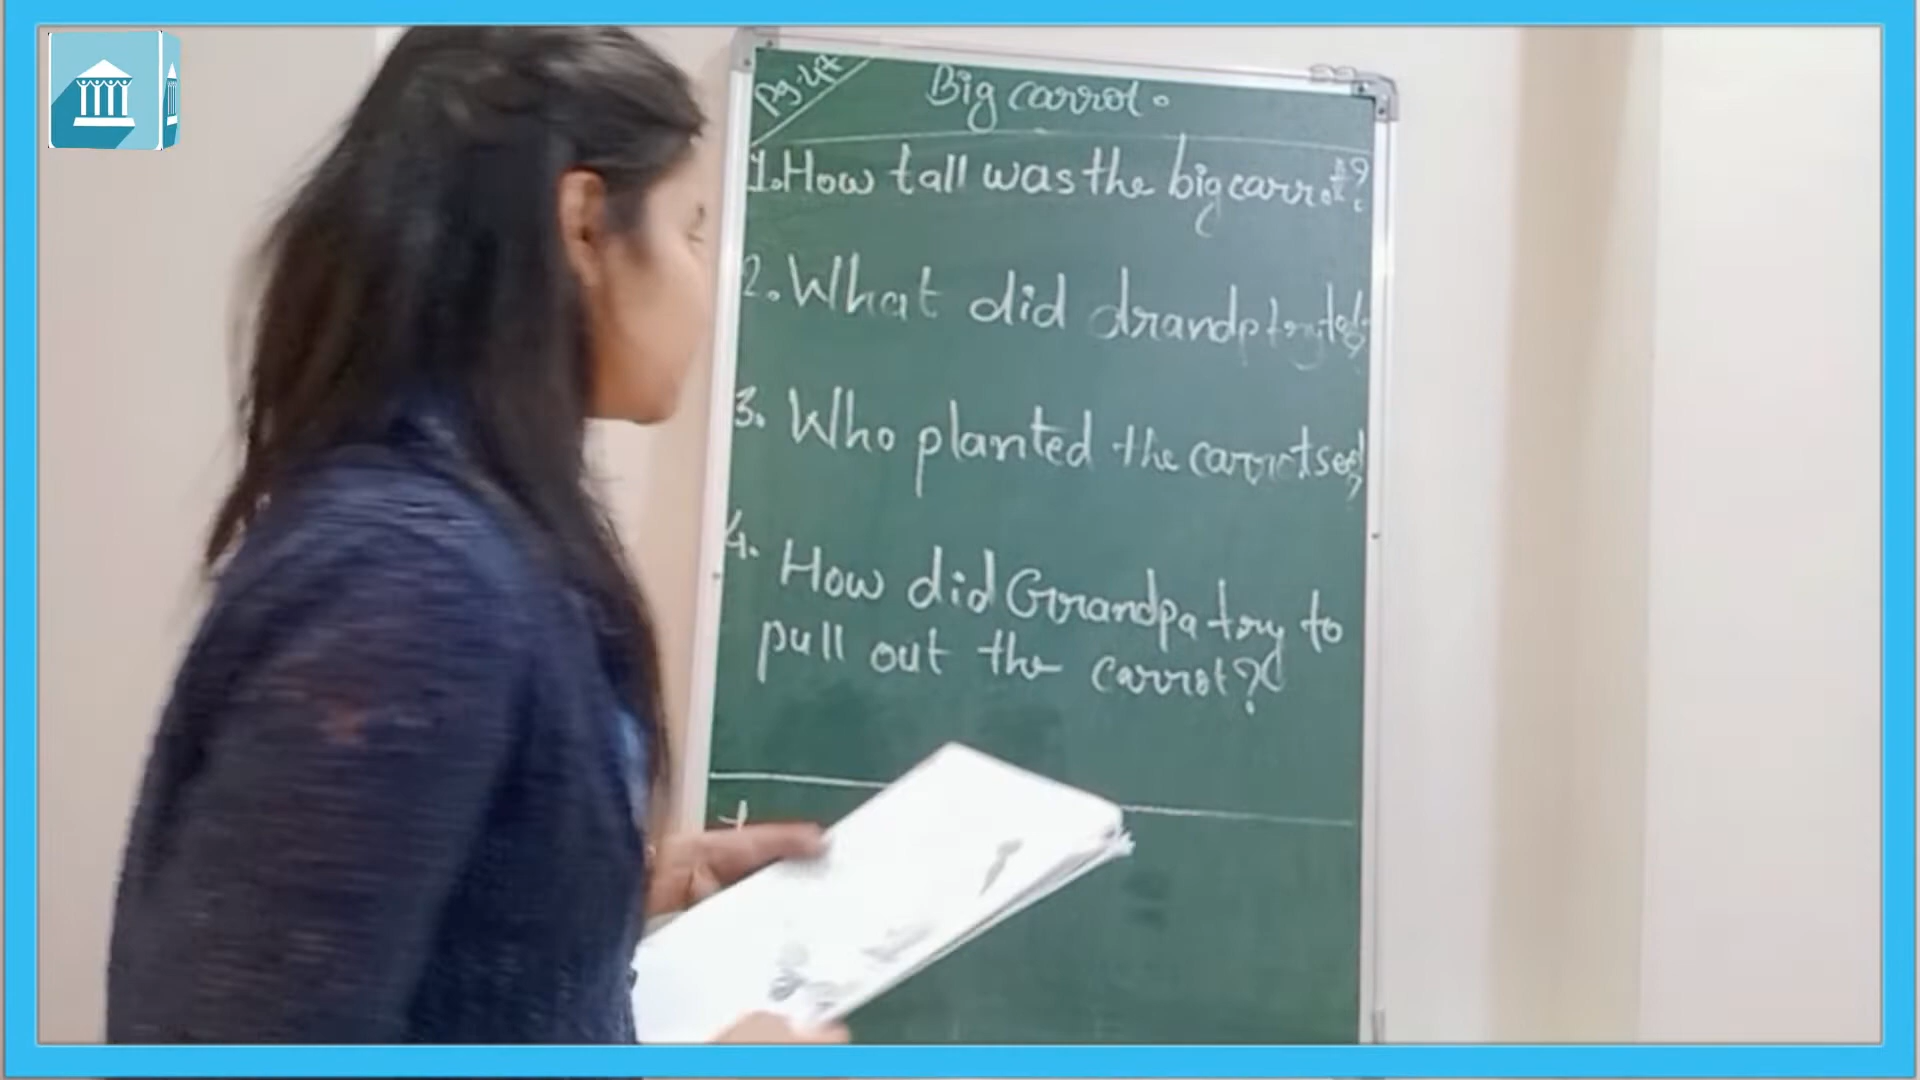 Big carrot.
1. How tall was the big carrot?
2. What did
3. Who planted the carrot
4. How did Grandpa try to
pull out the carrot?